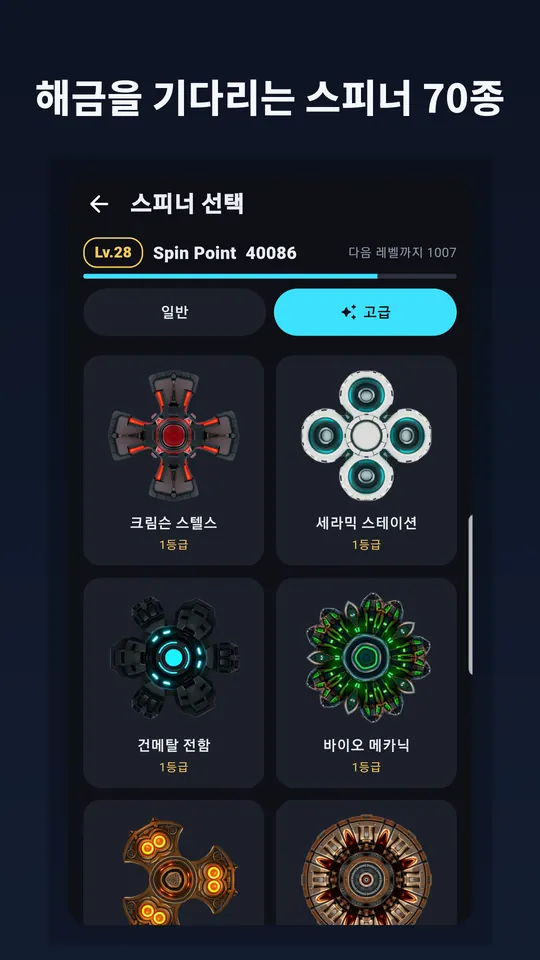 해금을 기다리는 스피너 70종
스피너 선택
Lv.28 Spin Point 40086 다음 레벨까지 1007
일반 고급
크림슨 스텔스 세라믹 스테이션
1등급 1등급
건메탈 전함 바이오 메카닉
1등급 1등급